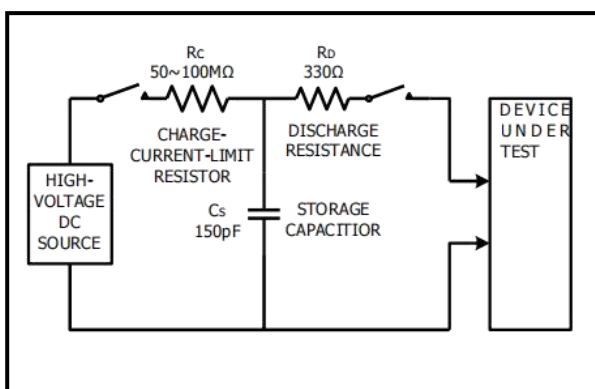 RC
50~100MΩ
RD
330Ω
CHARGE-
CURRENT-LIMIT
RESISTOR
DISCHARGE
RESISTANCE
DEVICE
UNDER
TEST
HIGH-
VOLTAGE
DC
SOURCE
CS
150pF
STORAGE
CAPACITIOR